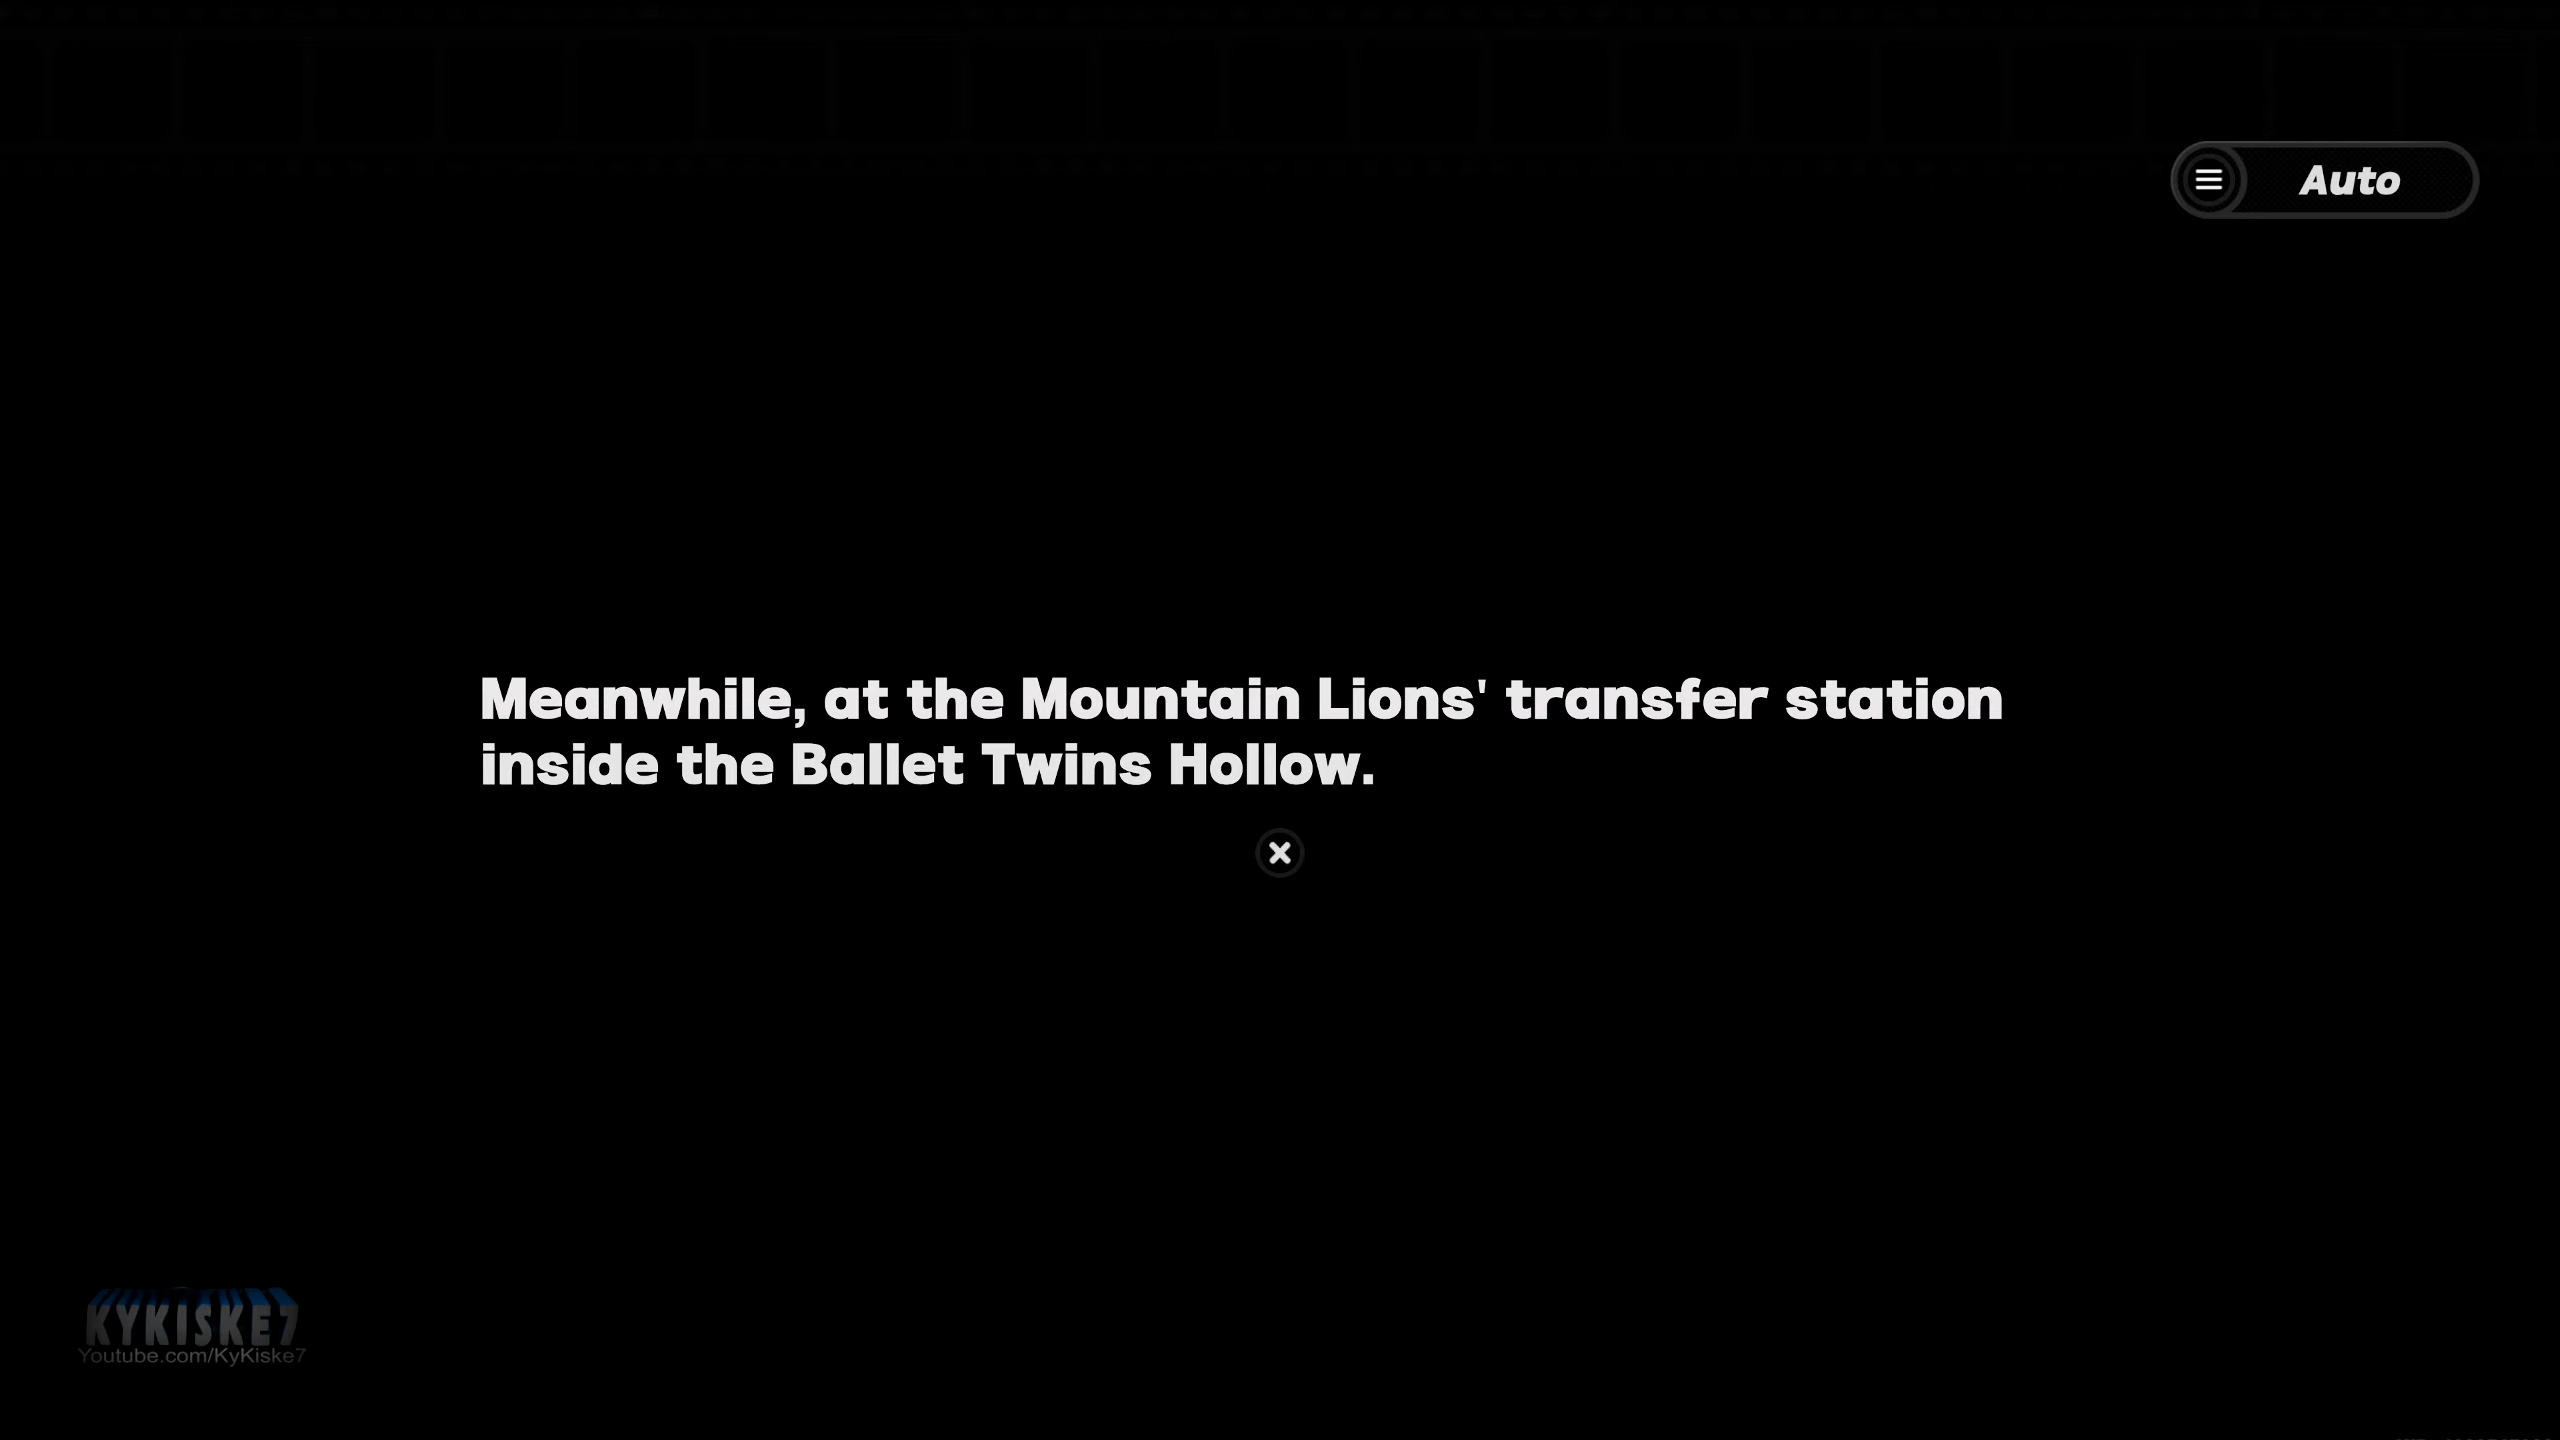 Auto
Meanwhile, at the Mountain Lions' transfer station
inside the Ballet Twins Hollow.
KYKISKE7
Youtube.com/KyKiske7